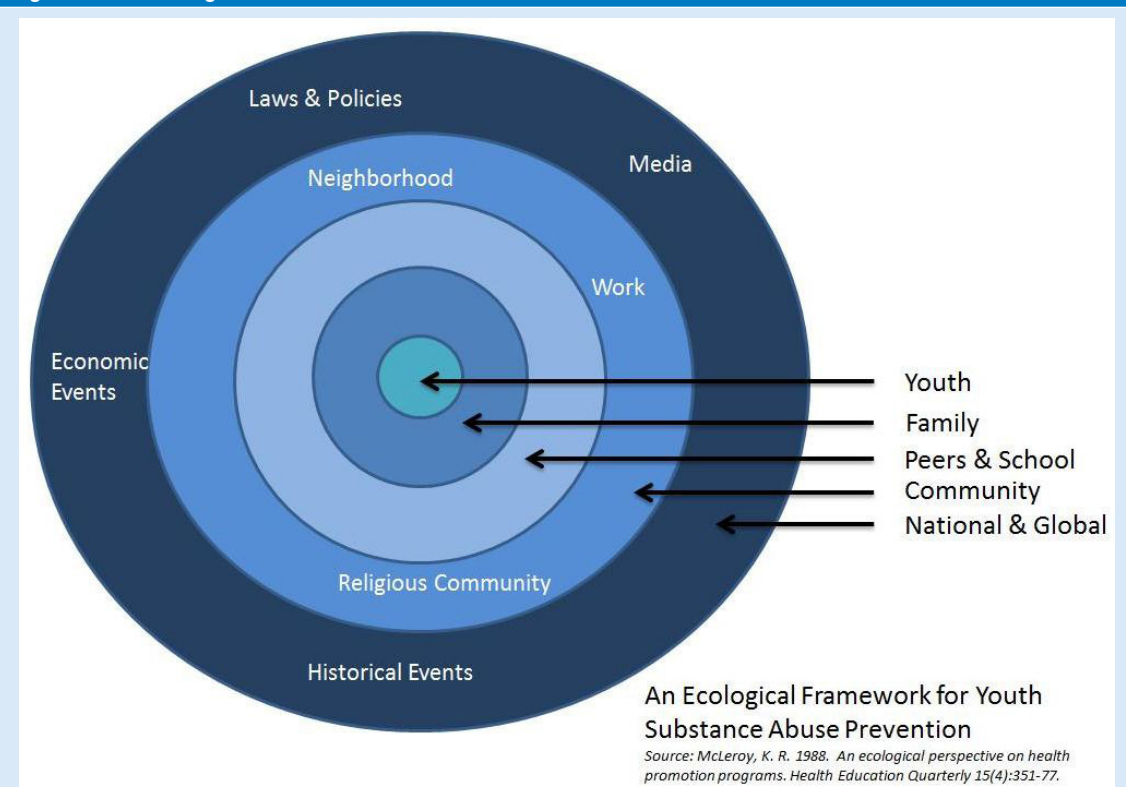 Laws & Policies
Media
Neighborhood
Work
Economic
Events
Youth
Family
Peers & School
Community
National & Global
Religious Community
Historical Events
An Ecological Framework for Youth
Substance Abuse Prevention
Source: McLeroy, K. R. 1988. An ecological perspective on health
promotion programs. Health Education Quarterly 15(4):351-77.